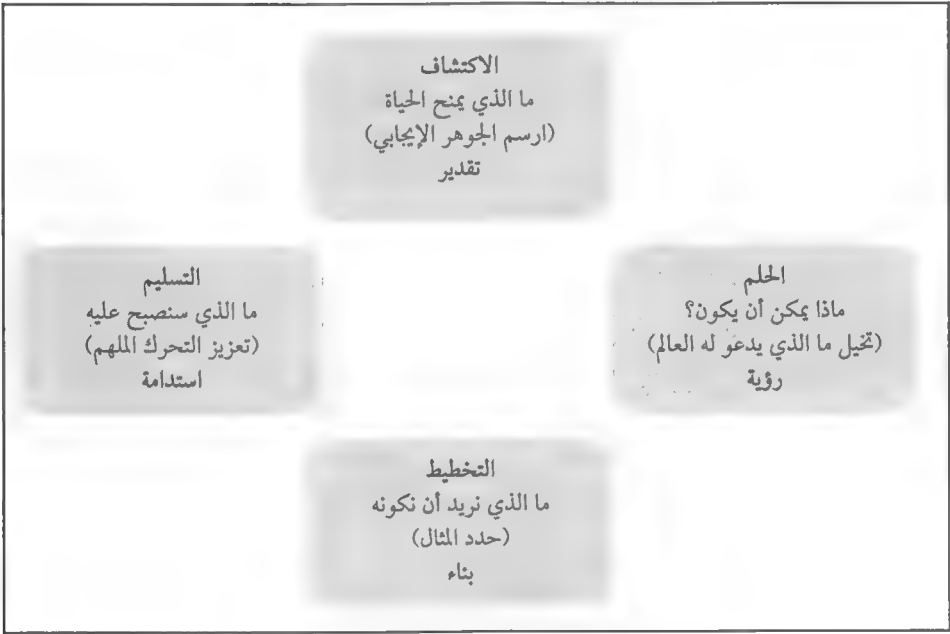 الاكتشاف
ما الذي يمنح الحياة
(ارسم الجوهر الإيجابي)
تقدير
الحلم
ماذا يمكن أن يكون؟
(تخيل ما الذي يدعو له العالم)
رؤية
التسليم
ما الذي سنصبح عليه
(تعزيز التحرك الملهم)
استدامة
التخطيط
ما الذي نريد أن نكونه
(حدد المثال)
بناء